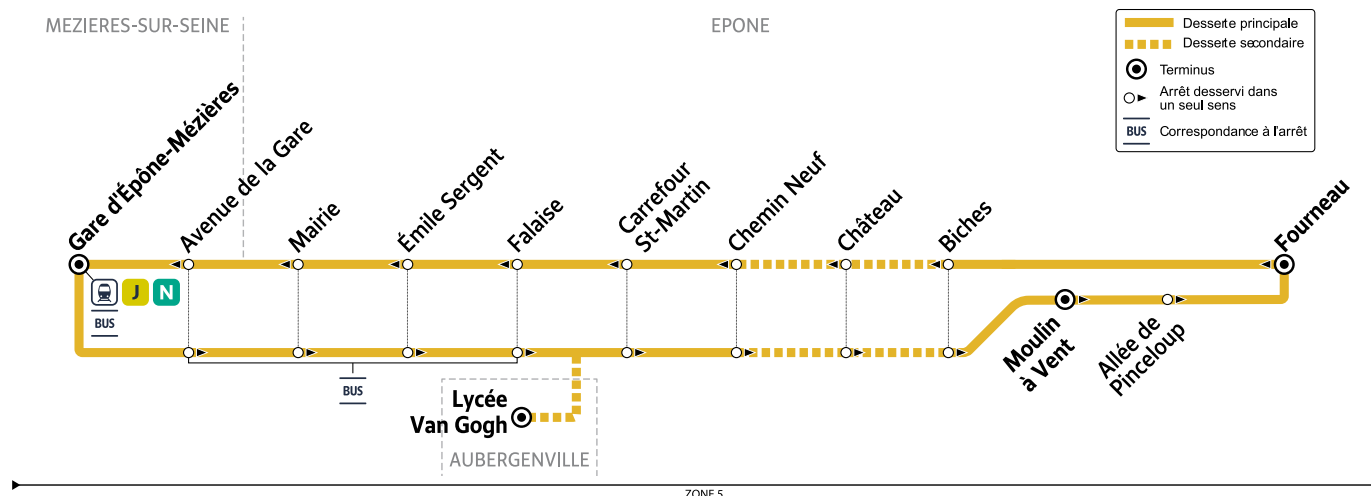 MEZIERES-SUR-SEINE
EPONE
Desserte principale
Desserte secondaire
Terminus
Arrêt desservi dans
un seul sens
BUS Correspondance à l'arrêt
Gare d'Épône-Mézières
Avenue de la Gare
Mairie
Émile Sergent
Falaise
Carrefour
St-Martin
Chemin Neuf
Château
Biches
Fourneau
J N
BUS
BUS
Moulin
à Vent
Allée de
Pinceloup
Lycée
Van Gogh
AUBERGENVILLE
ZONE 5